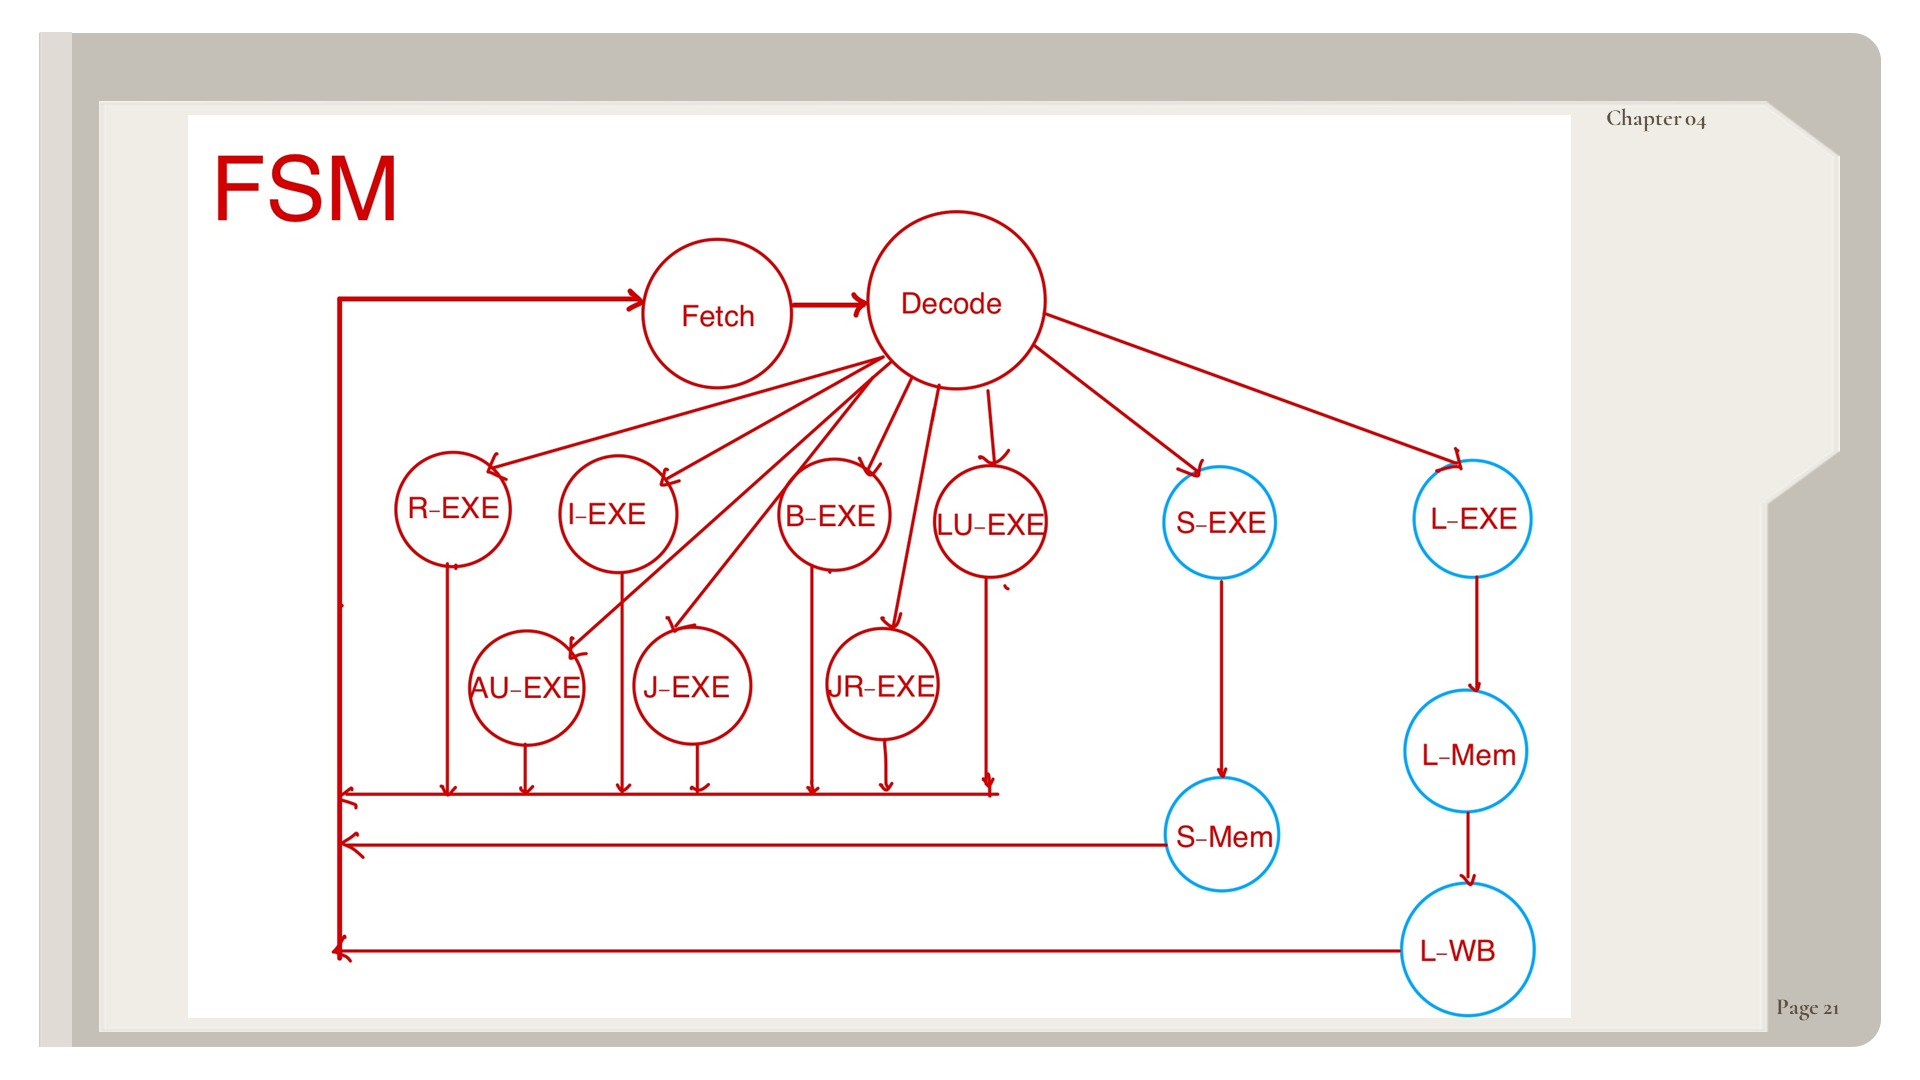 Chapter 04
FSM
Fetch
Decode
R-EXE
I-EXE
B-EXE
LU-EXE
S-EXE
L-EXE
AU-EXE
J-EXE
JR-EXE
L-Mem
S-Mem
L-WB
Page 21